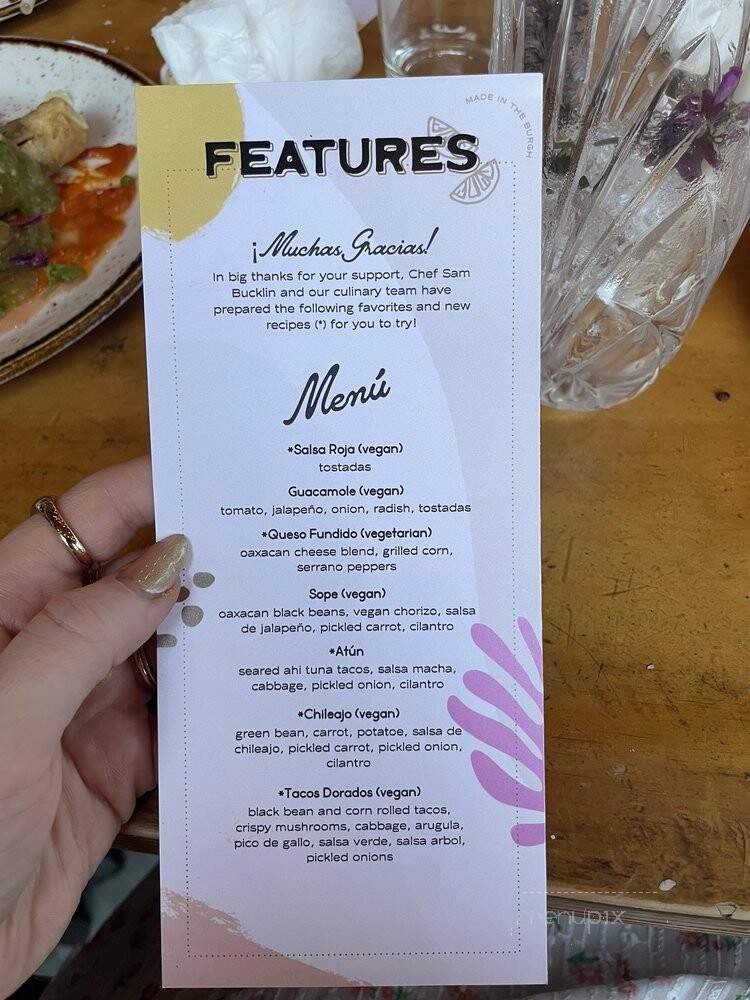 MADE IN THE BURGH
FEATURES
¡Muchas Gracias!
In big thanks for your support, Chef Sam
Bucklin and our culinary team have
prepared the following favorites and new
recipes (*) for you to try!
Menú
*Salsa Roja (vegan)
tostadas
Guacamole (vegan)
tomato, jalapeño, onion, radish, tostadas
*Queso Fundido (vegetarian)
oaxacan cheese blend, grilled corn,
serrano peppers
Sope (vegan)
oaxacan black beans, vegan chorizo, salsa
de jalapeño, pickled carrot, cilantro
*Atún
seared ahi tuna tacos, salsa macha,
cabbage, pickled onion, cilantro
*Chileajo (vegan)
green bean, carrot, potatoe, salsa de
chileajo, pickled carrot, pickled onion,
cilantro
*Tacos Dorados (vegan)
black bean and corn rolled tacos,
crispy mushrooms, cabbage, arugula,
pico de gallo, salsa verde, salsa arbol,
pickled onions
menupix